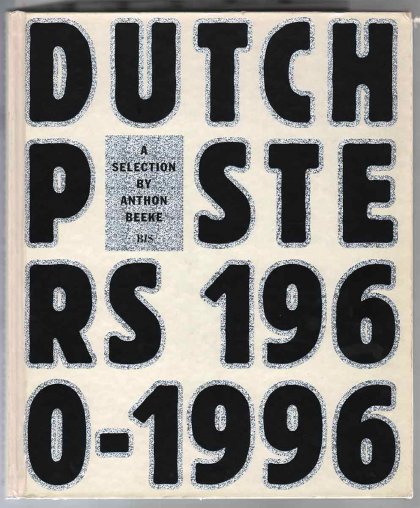 DUTCH
P STE
A
SELECTION
BY
ANTHON
BEEKE
BIS
RS 196
0-1996